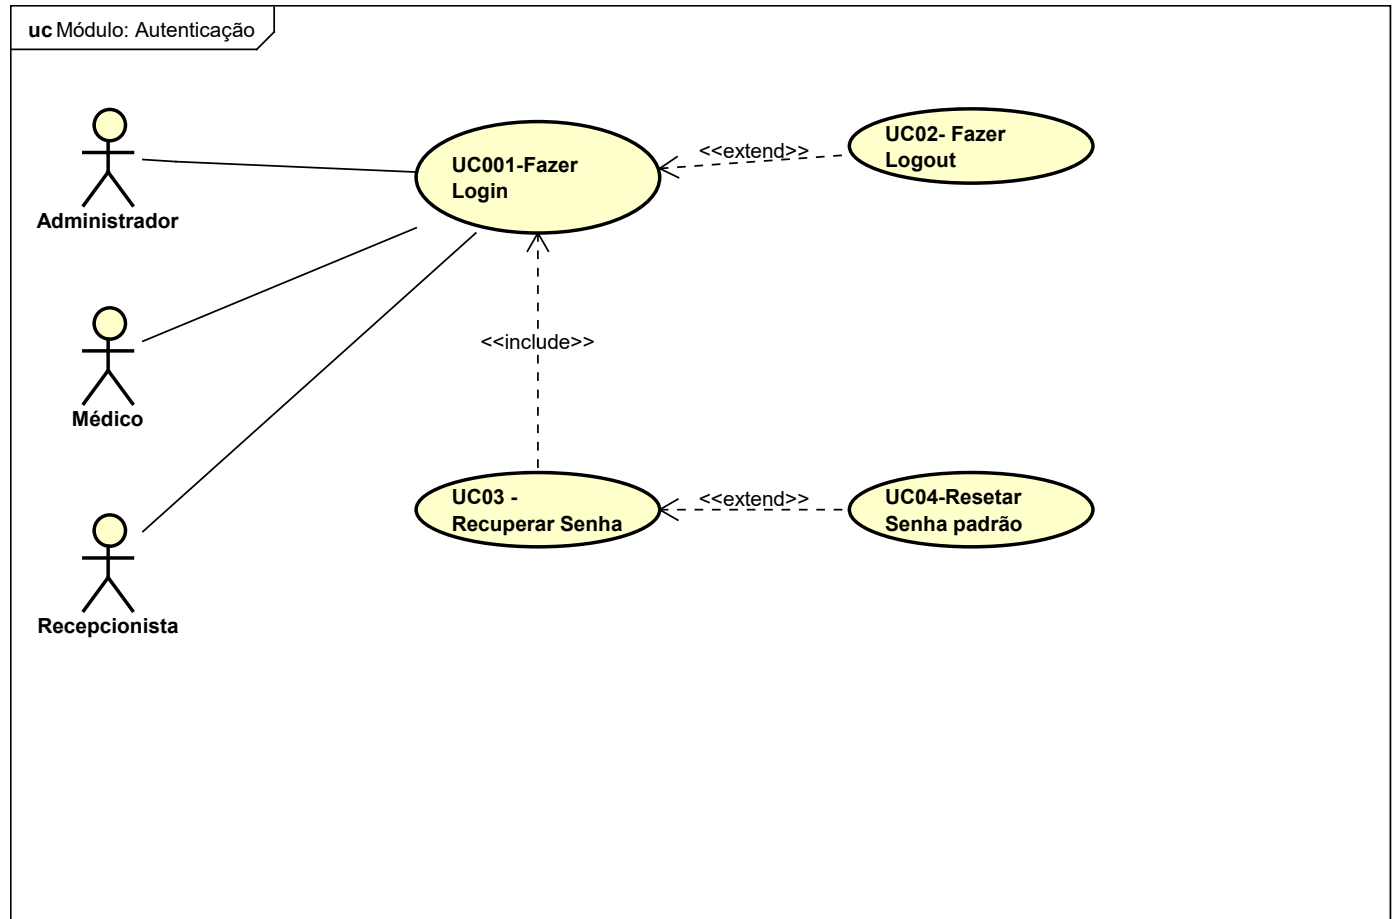 uc Módulo: Autenticação
Administrador
UC001-Fazer
Login
<<extend>>
UC02- Fazer
Logout
Médico
<<include>>
UC03 -
Recuperar Senha
<<extend>>
UC04-Resetar
Senha padrão
Recepcionista